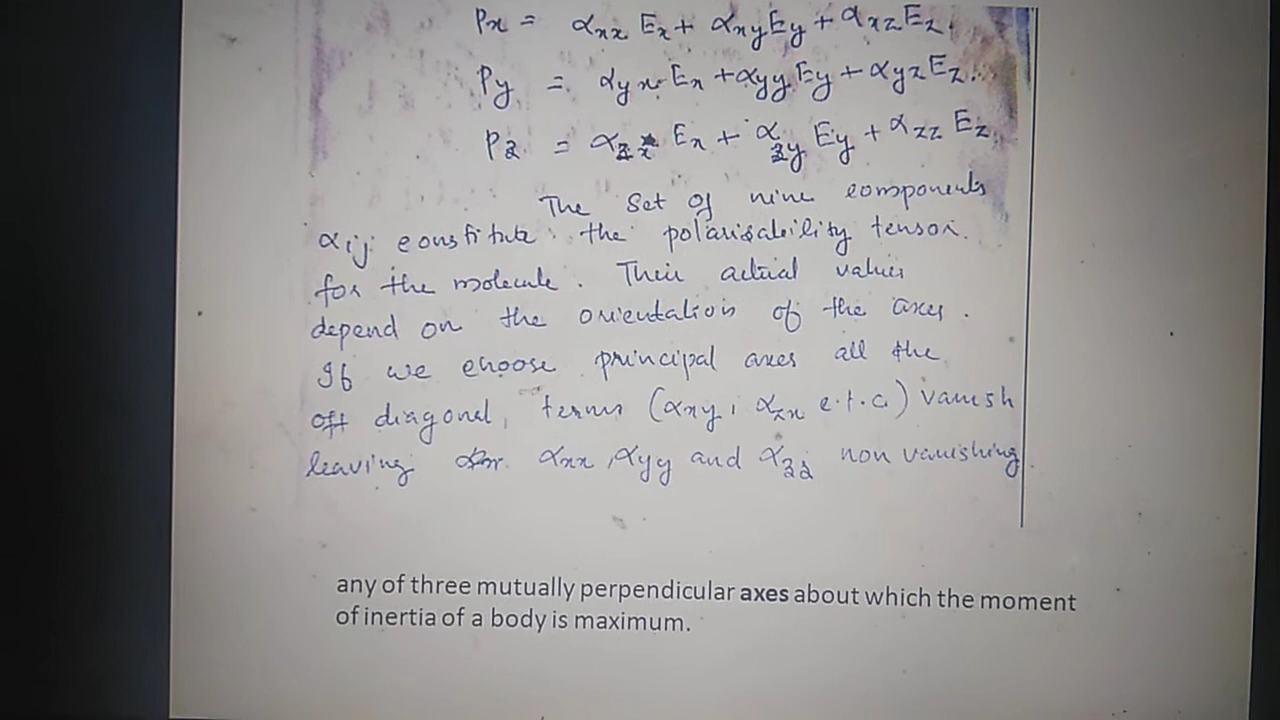 Px = αxx Ex + αxy Ey + αxz Ez.
Py = αyx Ex + αyy Ey + αyz Ez..
Pz = αzx Ex + αzy Ey + αzz Ez.
The set of nine components
αij constitute the polarisability tensor.
for the molecule. Their actual values
depend on the orientation of the axes.
If we choose principal axes all the
off diagonal, terms (αxy, αzx e.t.c.) vanish
leaving αxx, αyy and αzz non vanishing
any of three mutually perpendicular axes about which the moment
of inertia of a body is maximum.